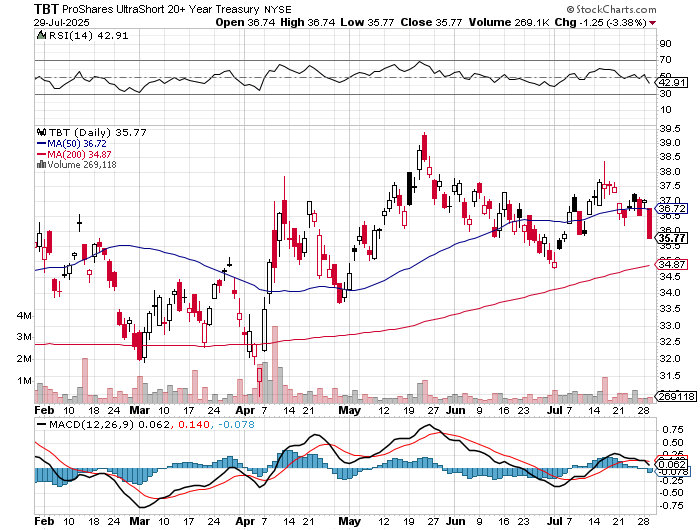 TBT ProShares UltraShort 20+ Year Treasury NYSE © StockCharts.com
29-Jul-2025 Open 36.74 High 36.74 Low 35.77 Close 35.77 Volume 269.1K Chg -1.25 (-3.38%)
RSI(14) 42.91
90
70
50
42.91
30
10
TBT (Daily) 35.77
MA(50) 36.72
MA(200) 34.87
Volume 269,118
39.5
39.0
38.5
38.0
37.5
37.0
36.72
36.0
35.77
34.87
34.5
34.0
33.5
33.0
32.5
32.0
31.5
269118
4M
3M
2M
1M
Feb 10 18 24 Mar 10 17 24 Apr 7 14 21 May 12 19 27 Jun 9 16 23 Jul 7 14 21 28
MACD(12,26,9) 0.062, 0.140, -0.078
0.75
0.50
0.25
0.062
-0.078
-0.25
-0.50
-0.75
Feb 10 18 24 Mar 10 17 24 Apr 7 14 21 May 12 19 27 Jun 9 16 23 Jul 7 14 21 28